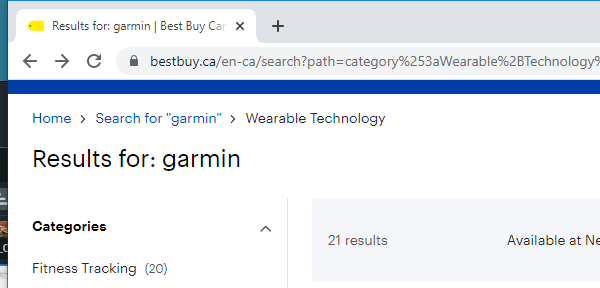 Results for: garmin | Best Buy Can
bestbuy.ca/en-ca/search?path=category%253aWearable%2BTechnology%
Home > Search for "garmin" > Wearable Technology
Results for: garmin
Categories
21 results Available at Ne
Fitness Tracking (20)